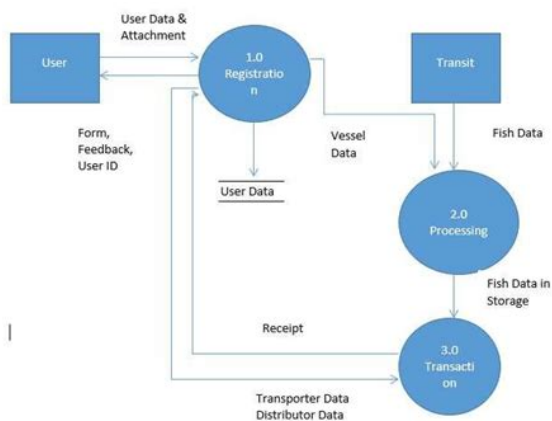 User Data &
Attachment
User
1.0
Registratio
n
Transit
Form,
Feedback,
User ID
Vessel
Data
Fish Data
User Data
2.0
Processing
Fish Data in
Storage
Receipt
3.0
Transacti
on
Transporter Data
Distributor Data